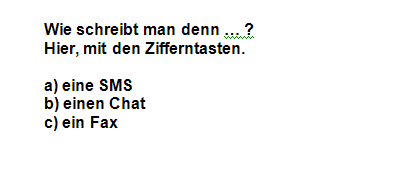 Wie schreibt man denn ... ?
Hier, mit den Zifferntasten.
a) eine SMS
b) einen Chat
c) ein Fax